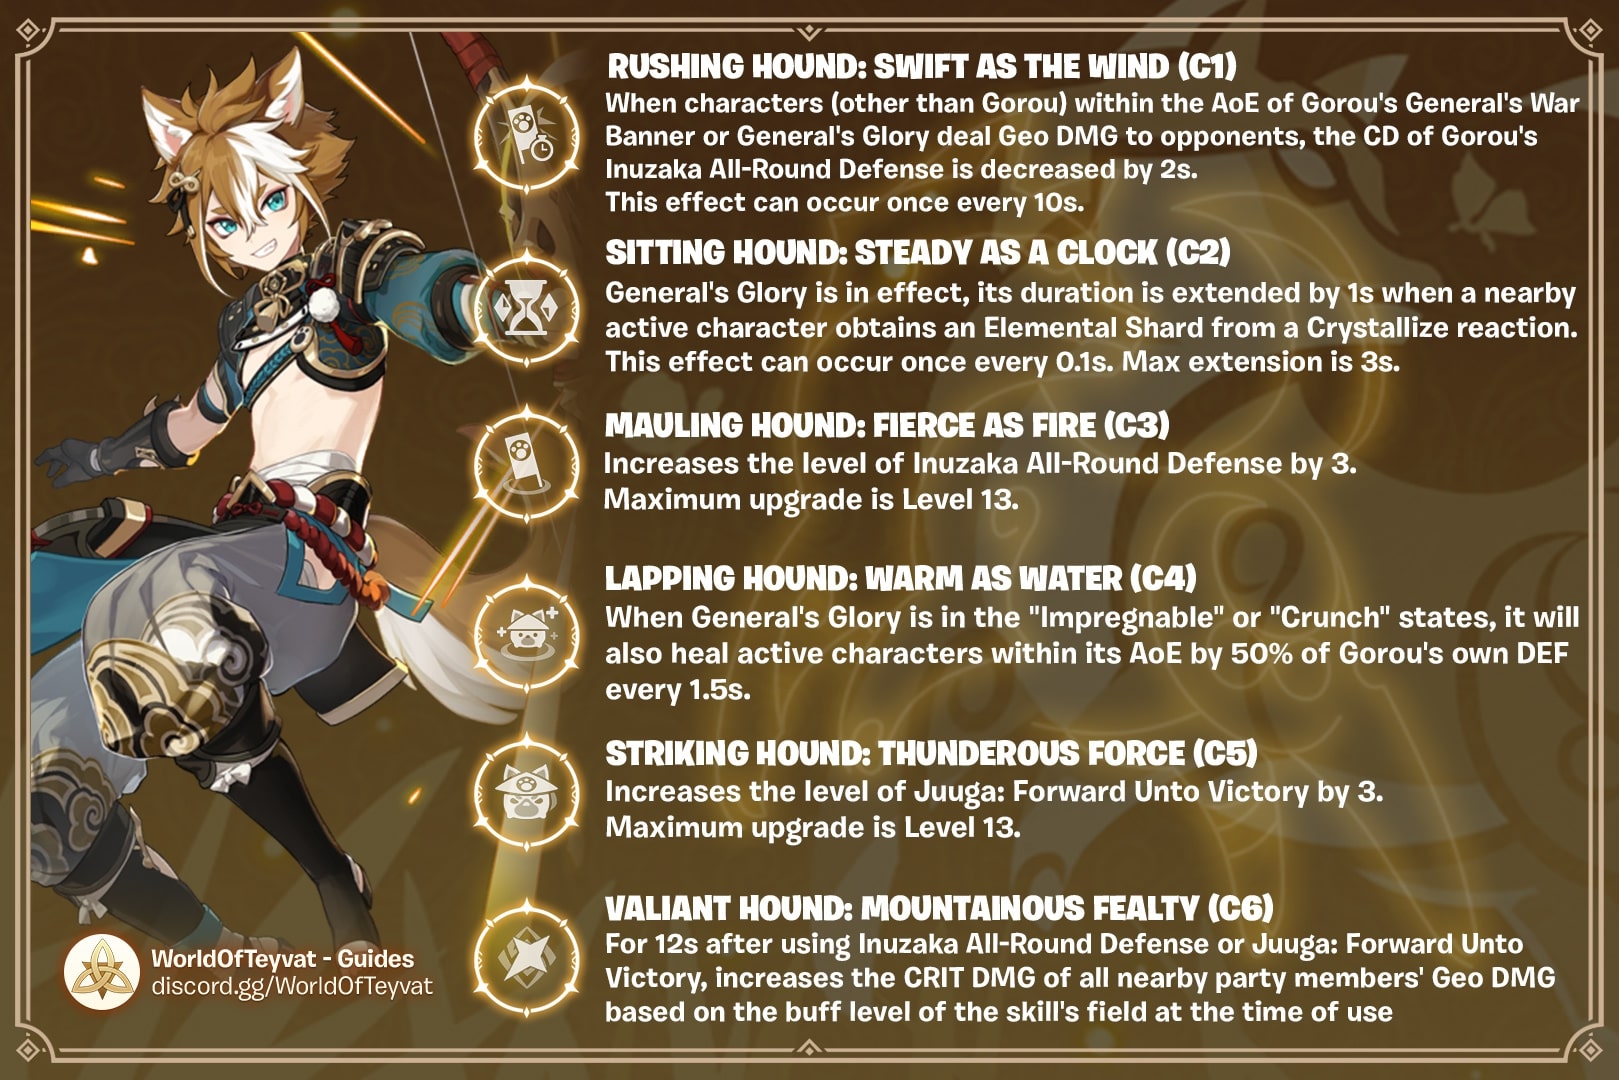 RUSHING HOUND: SWIFT AS THE WIND (C1)
When characters (other than Gorou) within the AoE of Gorou's General's War
Banner or General's Glory deal Geo DMG to opponents, the CD of Gorou's
Inuzaka All-Round Defense is decreased by 2s.
This effect can occur once every 10s.
SITTING HOUND: STEADY AS A CLOCK (C2)
General's Glory is in effect, its duration is extended by 1s when a nearby
active character obtains an Elemental Shard from a Crystallize reaction.
This effect can occur once every 0.1s. Max extension is 3s.
MAULING HOUND: FIERCE AS FIRE (C3)
Increases the level of Inuzaka All-Round Defense by 3.
Maximum upgrade is Level 13.
LAPPING HOUND: WARM AS WATER (C4)
When General's Glory is in the "Impregnable" or "Crunch" states, it will
also heal active characters within its AoE by 50% of Gorou's own DEF
every 1.5s.
STRIKING HOUND: THUNDEROUS FORCE (C5)
Increases the level of Juuga: Forward Unto Victory by 3.
Maximum upgrade is Level 13.
VALIANT HOUND: MOUNTAINOUS FEALTY (C6)
For 12s after using Inuzaka All-Round Defense or Juuga: Forward Unto
Victory, increases the CRIT DMG of all nearby party members' Geo DMG
based on the buff level of the skill's field at the time of use
WorldOfTeyvat - Guides
discord.gg/WorldOfTeyvat